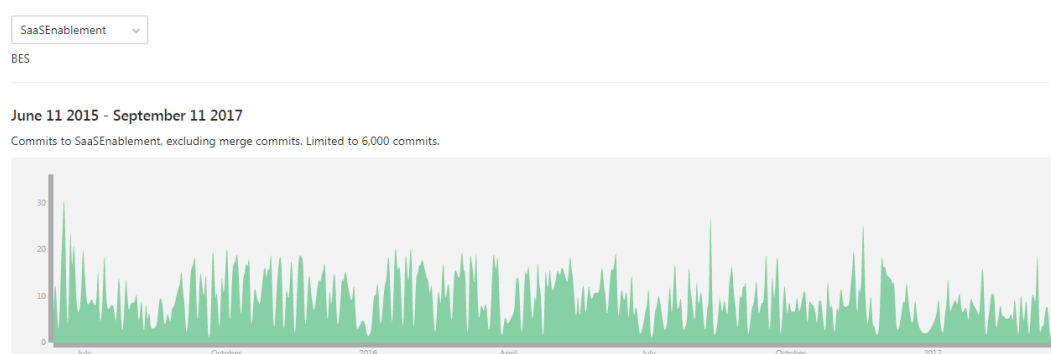 SaaSEnablement
BES
June 11 2015 - September 11 2017
Commits to SaaSEnablement, excluding merge commits. Limited to 6,000 commits.
30
20
10
0
July October 2016 April July October 2017